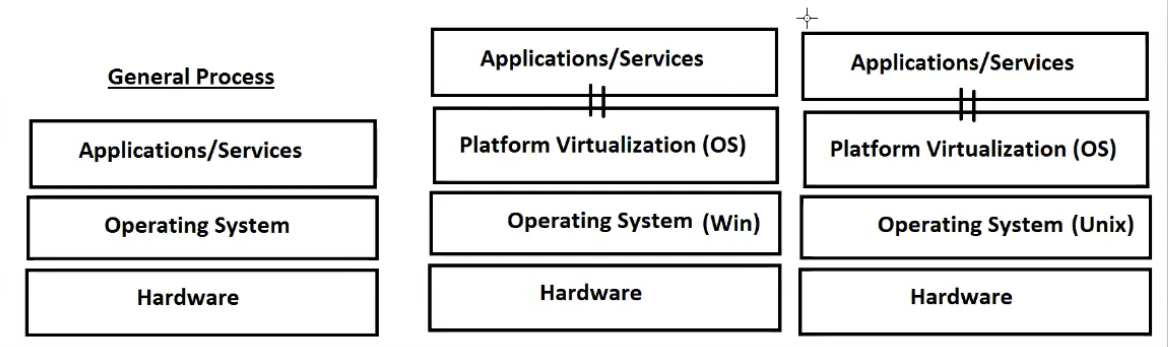 General Process
Applications/Services
Operating System
Hardware
Applications/Services
Platform Virtualization (OS)
Operating System (Win)
Hardware
Applications/Services
Platform Virtualization (OS)
Operating System (Unix)
Hardware